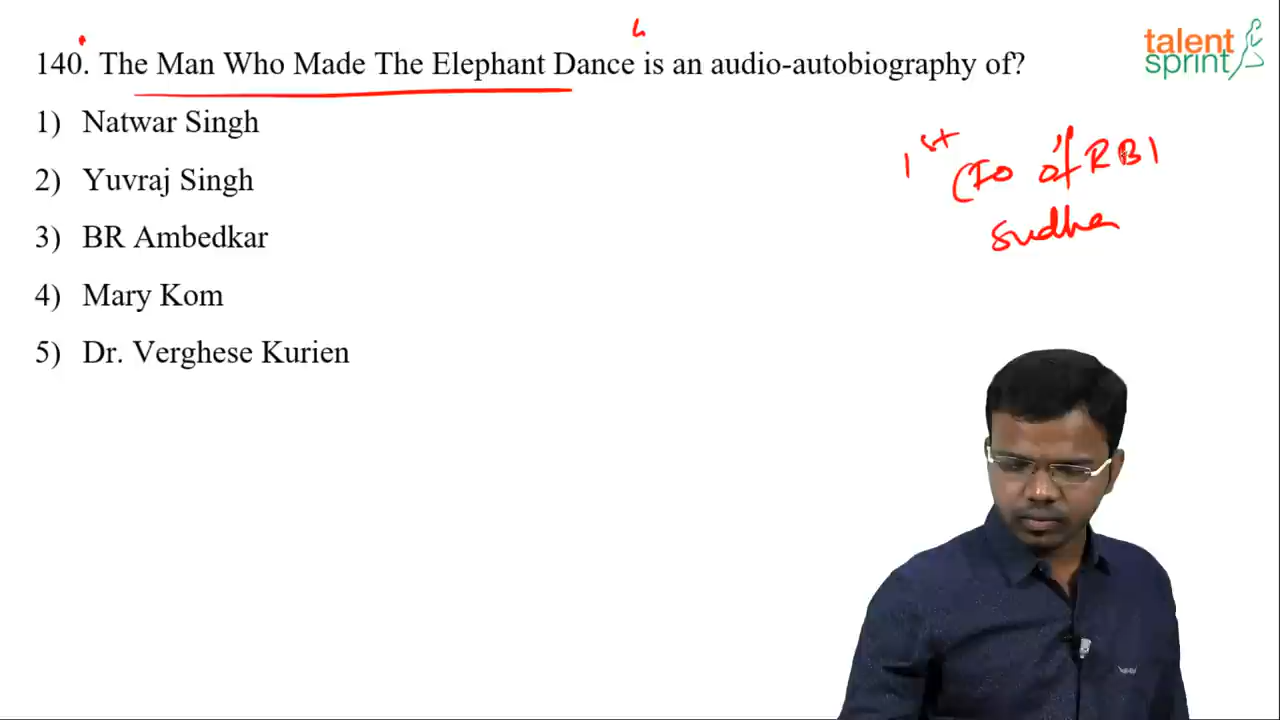 140. The Man Who Made The Elephant Dance is an audio-autobiography of?
talent
sprint
1) Natwar Singh
2) Yuvraj Singh
3) BR Ambedkar
4) Mary Kom
5) Dr. Verghese Kurien
1st of RBI
Sudha